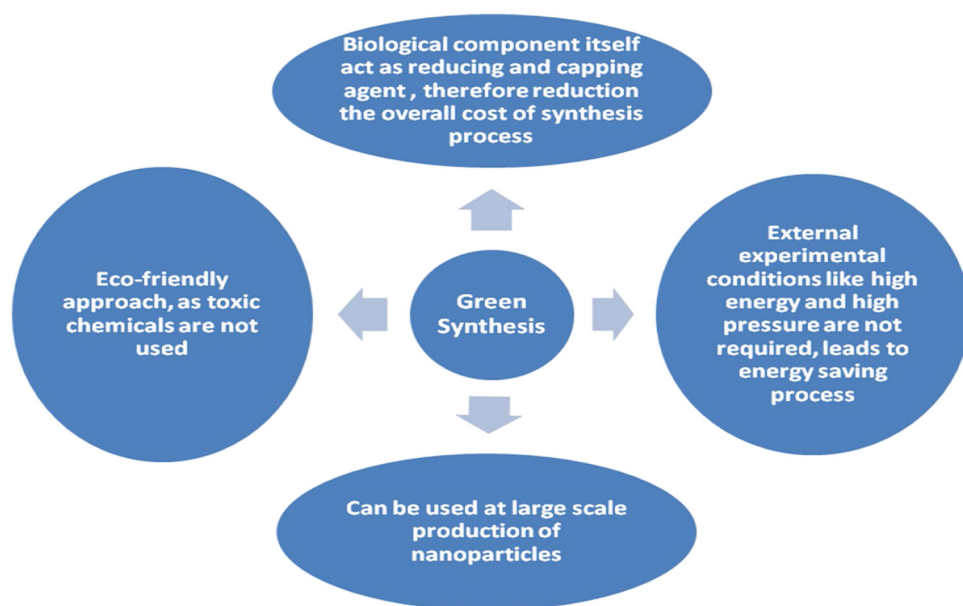 Biological component itself
act as reducing and capping
agent , therefore reduction
the overall cost of synthesis
process
Eco-friendly
approach, as toxic
chemicals are not
used
Green
Synthesis
External
experimental
conditions like high
energy and high
pressure are not
required, leads to
energy saving
process
Can be used at large scale
production of
nanoparticles